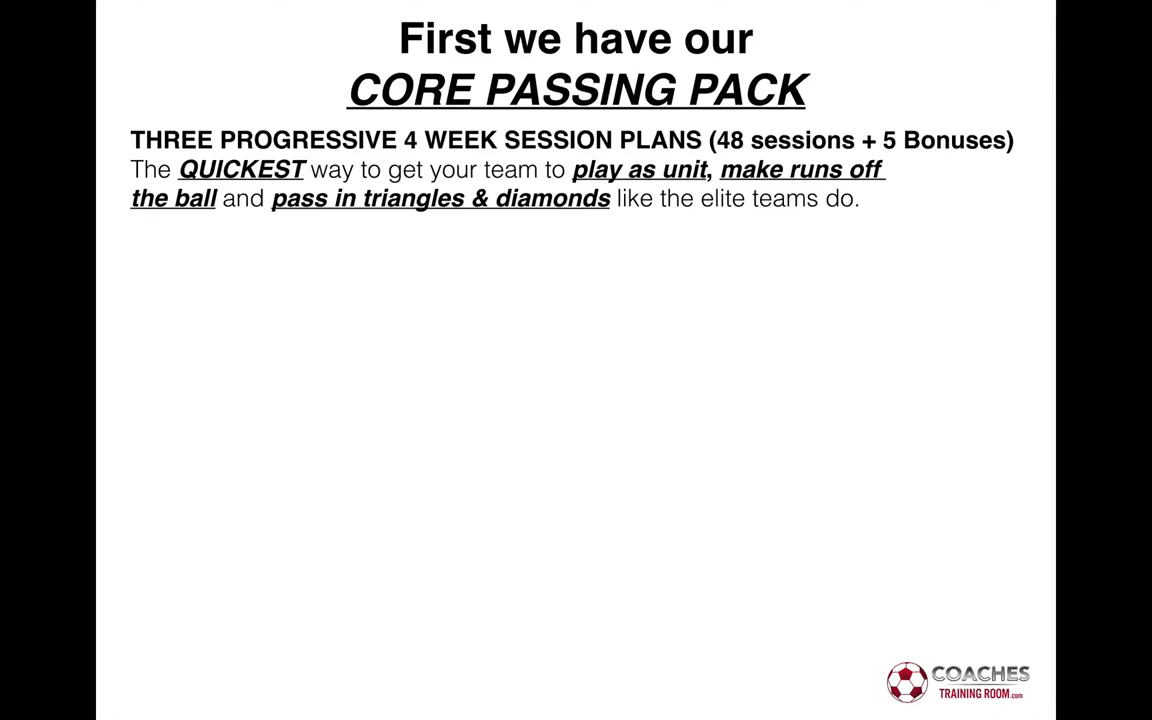 First we have our
CORE PASSING PACK
THREE PROGRESSIVE 4 WEEK SESSION PLANS (48 sessions + 5 Bonuses)
The QUICKEST way to get your team to play as unit, make runs off
the ball and pass in triangles & diamonds like the elite teams do.
COACHES
TRAINING ROOM.com